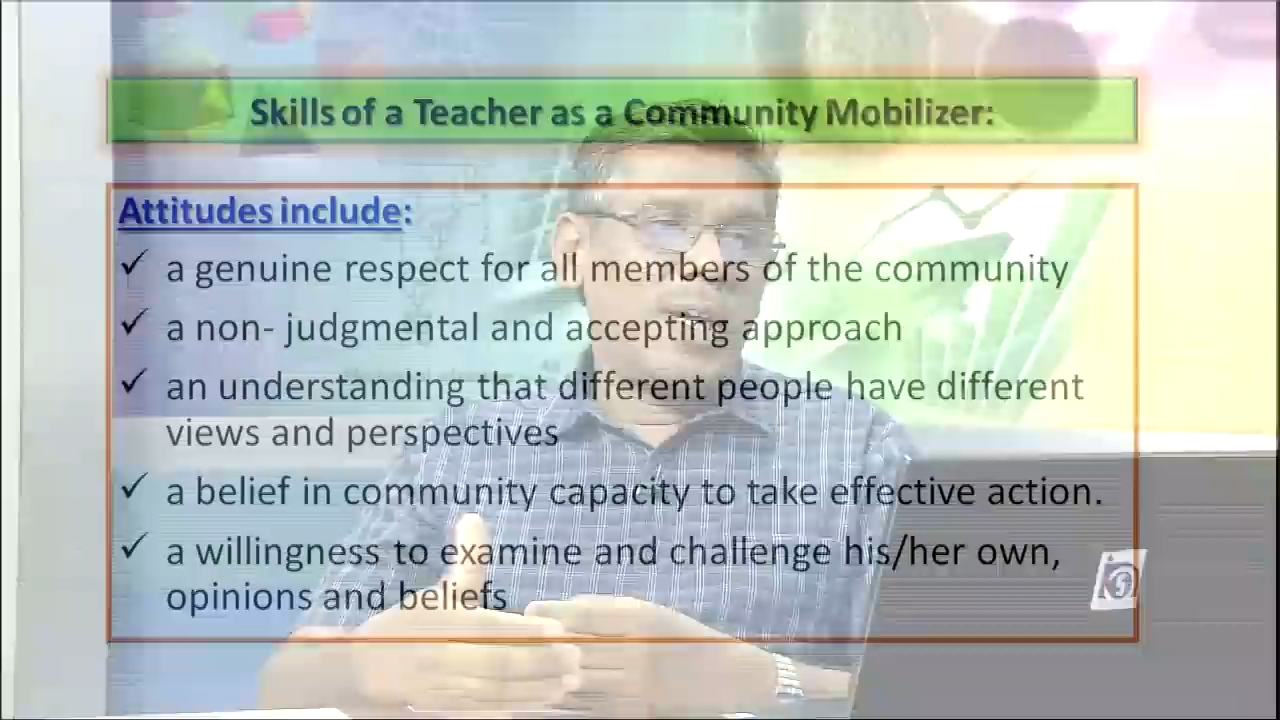 Skills of a Teacher as a Community Mobilizer:
Attitudes include:
✓ a genuine respect for all members of the community
✓ a non- judgmental and accepting approach
✓ an understanding that different people have different
views and perspectives
✓ a belief in community capacity to take effective action.
✓ a willingness to examine and challenge his/her own,
opinions and beliefs